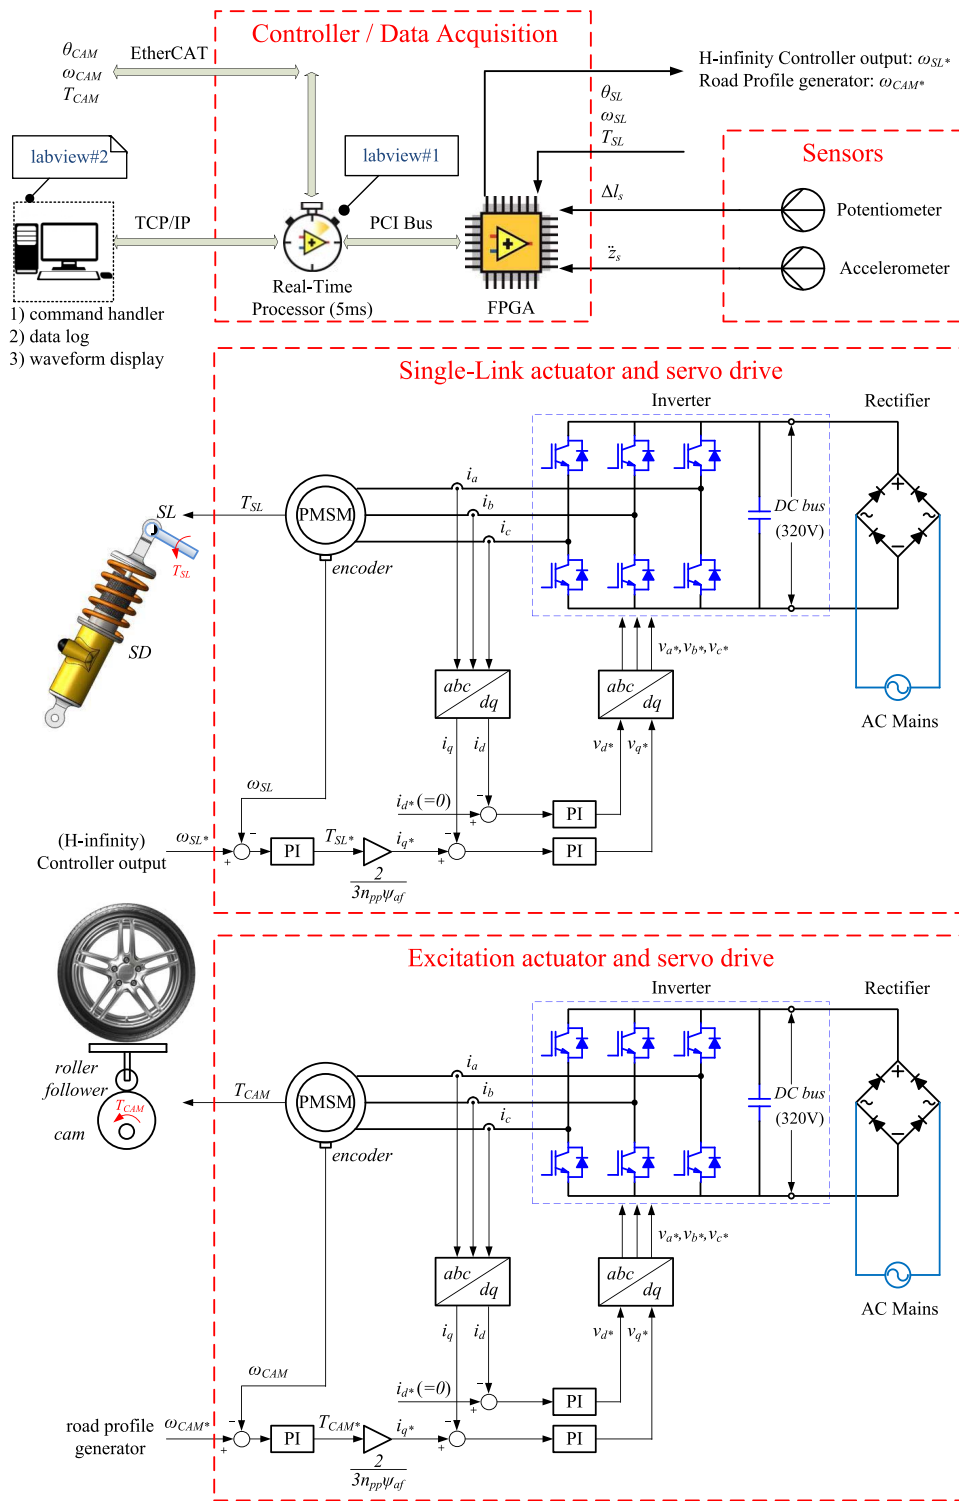 Controller / Data Acquisition
θCAM
ωCAM
TCAM
EtherCAT
H-infinity Controller output: ωSL*
Road Profile generator: ωCAM*
θSL
ωSL
TSL
labview#2
labview#1
Sensors
Δls
Potentiometer
TCP/IP
PCI Bus
z̈s
Accelerometer
Real-Time
Processor (5ms)
FPGA
1) command handler
2) data log
3) waveform display
Single-Link actuator and servo drive
Inverter
Rectifier
ia
ib
ic
SL
TSL
PMSM
DC bus
(320V)
TSL
encoder
SD
va*,vb*,vc*
abc
dq
abc
dq
AC Mains
iq
id
vd*
vq*
ωSL
id*(=0)
PI
(H-infinity)
Controller output
ωSL*
PI
TSL*
iq*
PI
2
3nppψaf
Excitation actuator and servo drive
Inverter
Rectifier
ia
ib
ic
roller
follower
TCAM
PMSM
DC bus
(320V)
TCAM
cam
encoder
va*,vb*,vc*
abc
dq
abc
dq
AC Mains
iq
id
vd*
vq*
ωCAM
id*(=0)
PI
road profile
generator
ωCAM*
PI
TCAM*
iq*
PI
2
3nppψaf